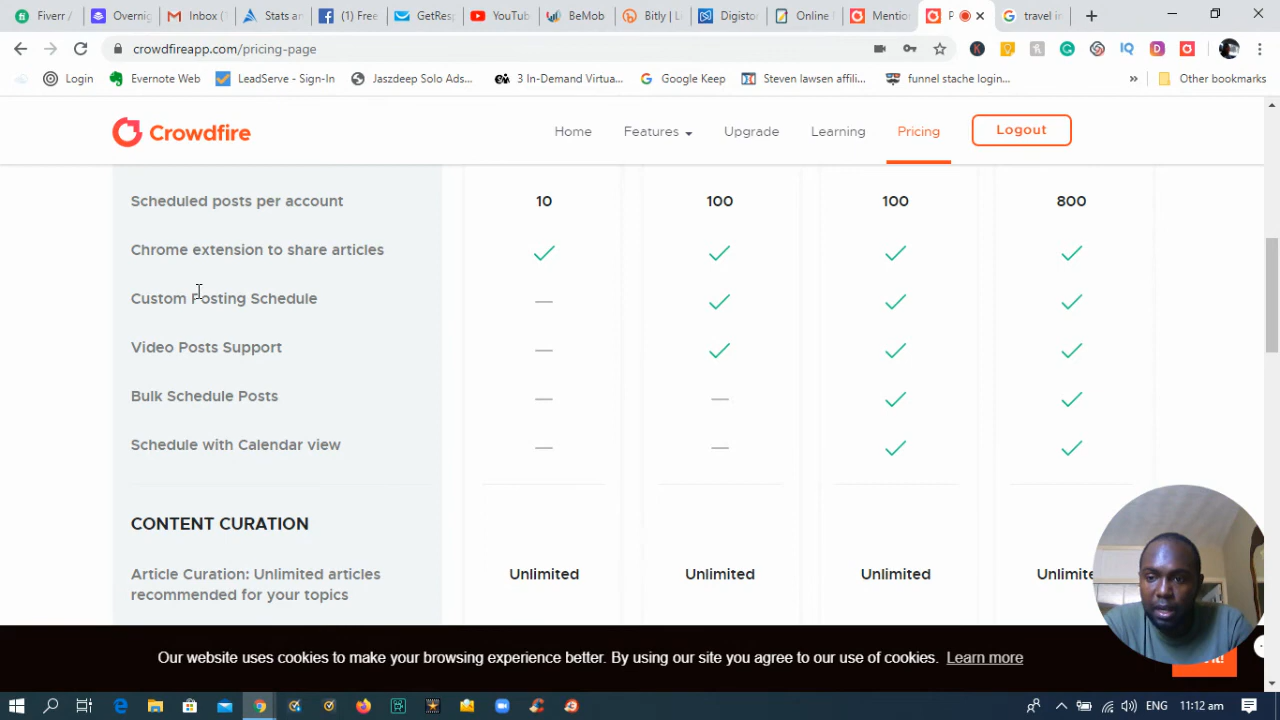 Fiverr /
Overnig
Inbox (
Stats an
(1) Free
GetResp
YouTub
BeMob
Bitly | L
Digisto
Online
Mentio
P
travel in
crowdfireapp.com/pricing-page
Login
Evernote Web
LeadServe - Sign-In
Jaszdeep Solo Ads...
3 In-Demand Virtua...
Google Keep
Steven lawsen affili...
funnel stache login...
»
Other bookmarks
Crowdfire
Home
Features
Upgrade
Learning
Pricing
Logout
Scheduled posts per account 10 100 100 800
Chrome extension to share articles
Custom Posting Schedule
Video Posts Support
Bulk Schedule Posts
Schedule with Calendar view
CONTENT CURATION
Article Curation: Unlimited articles
recommended for your topics
Unlimited Unlimited Unlimited Unlimite
Our website uses cookies to make your browsing experience better. By using our site you agree to our use of cookies. Learn more
ENG 11:12 am